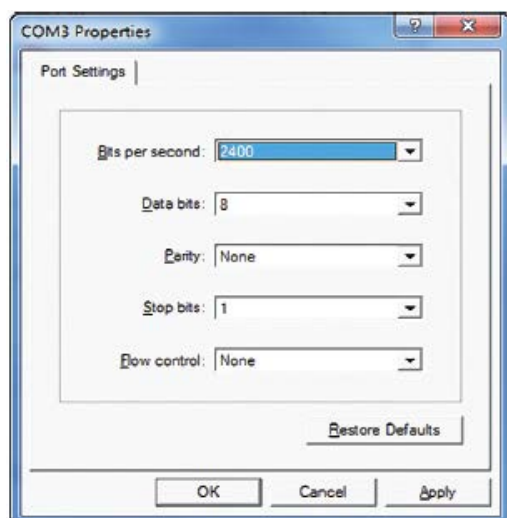 COM3 Properties
Port Settings
Bits per second: 2400
Data bits: 8
Parity: None
Stop bits: 1
Flow control: None
Restore Defaults
OK Cancel Apply